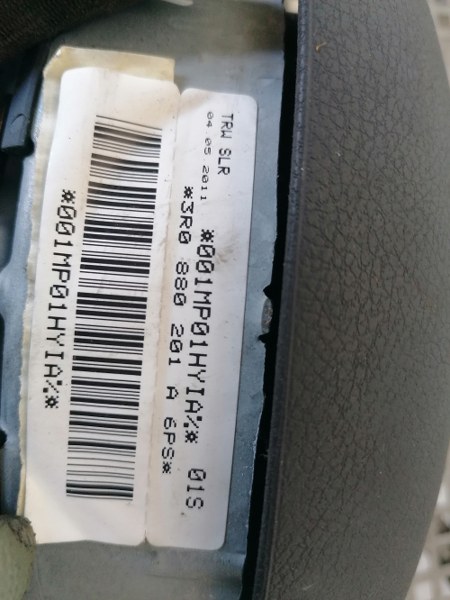 TRW SLR
04 05 2011
*001MP01HYIA%* 01S
*3R0 880 201 A 6PS*
*001MP01HYIA%*